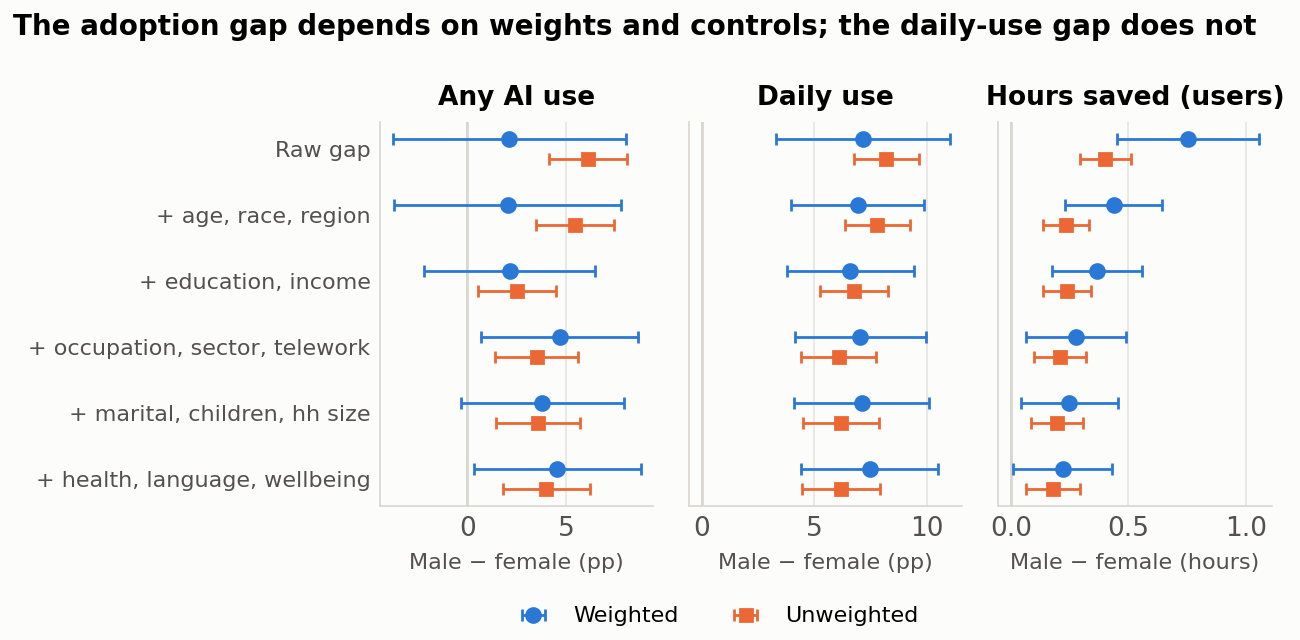 The adoption gap depends on weights and controls; the daily-use gap does not
Any AI use
Daily use
Hours saved (users)
Raw gap
+ age, race, region
+ education, income
+ occupation, sector, telework
+ marital, children, hh size
+ health, language, wellbeing
0 5
0 5 10
0.0 0.5 1.0
Male − female (pp)
Male − female (pp)
Male − female (hours)
Weighted
Unweighted